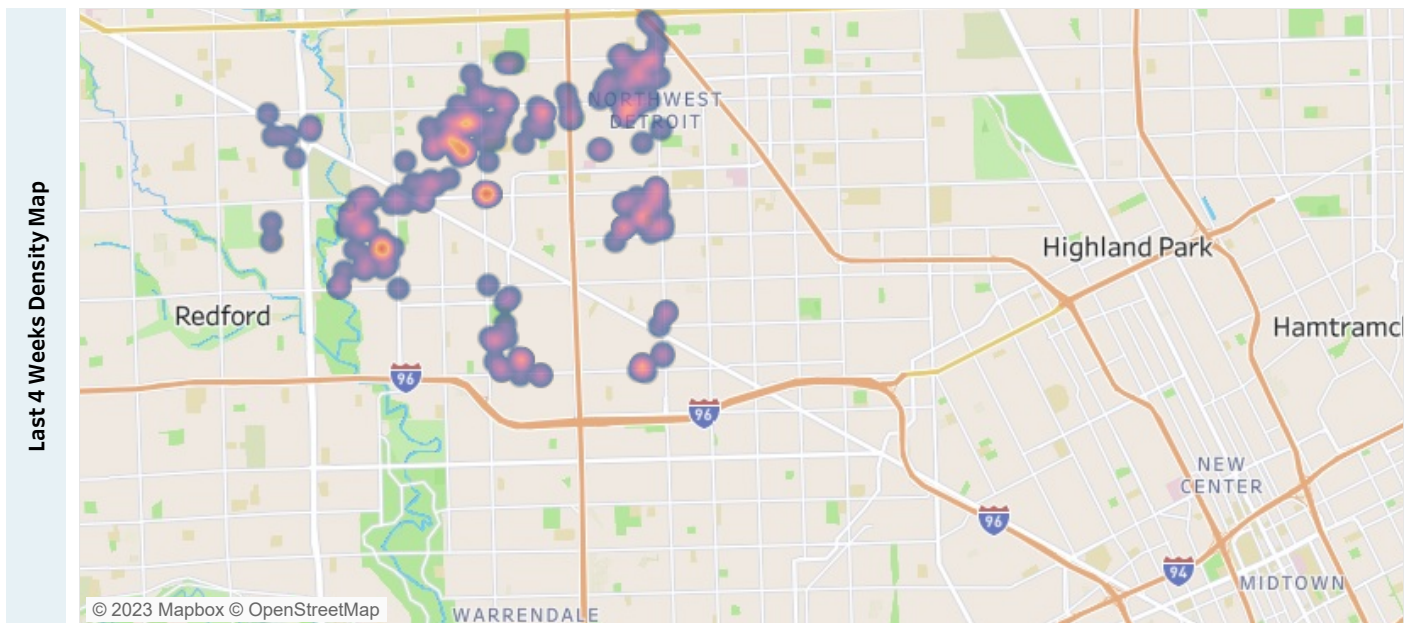 Last 4 Weeks Density Map
NORTHWEST
DETROIT
Highland Park
Redford
Hamtramc
96
96
NEW
CENTER
96
94
MIDTOWN
© 2023 Mapbox © OpenStreetMap
WARRENDALE